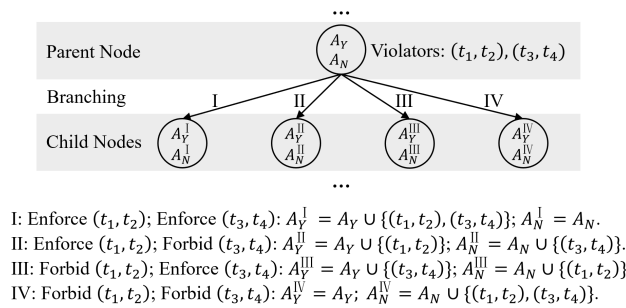 ...
Parent Node A_Y Violators: (t_1, t_2), (t_3, t_4)
A_N
Branching I II III IV
Child Nodes A_Y^I A_Y^II A_Y^III A_Y^IV
A_N^I A_N^II A_N^III A_N^IV
...
I: Enforce (t_1, t_2); Enforce (t_3, t_4): A_Y^I = A_Y ∪ {(t_1, t_2), (t_3, t_4)}; A_N^I = A_N.
II: Enforce (t_1, t_2); Forbid (t_3, t_4): A_Y^II = A_Y ∪ {(t_1, t_2)}; A_N^II = A_N ∪ {(t_3, t_4)}.
III: Forbid (t_1, t_2); Enforce (t_3, t_4): A_Y^III = A_Y ∪ {(t_3, t_4)}; A_N^III = A_N ∪ {(t_1, t_2)}
IV: Forbid (t_1, t_2); Forbid (t_3, t_4): A_Y^IV = A_Y; A_N^IV = A_N ∪ {(t_1, t_2), (t_3, t_4)}.